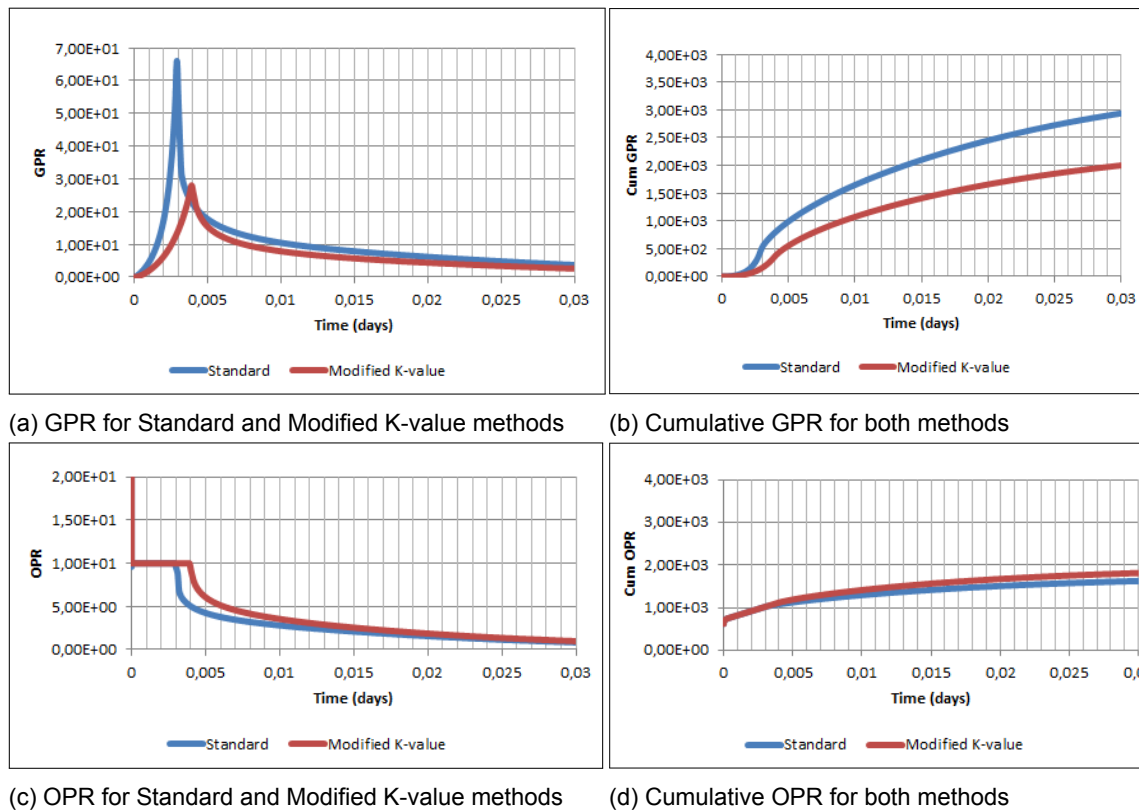 7,00E+01
6,00E+01
5,00E+01
4,00E+01
3,00E+01
2,00E+01
1,00E+01
0,00E+00
GPR
0 0,005 0,01 0,015 0,02 0,025 0,03
Time (days)
Standard Modified K-value
(a) GPR for Standard and Modified K-value methods
4,00E+03
3,50E+03
3,00E+03
2,50E+03
2,00E+03
1,50E+03
1,00E+03
5,00E+02
0,00E+00
Cum GPR
0 0,005 0,01 0,015 0,02 0,025 0,03
Time (days)
Standard Modified K-value
(b) Cumulative GPR for both methods
2,00E+01
1,50E+01
1,00E+01
5,00E+00
0,00E+00
OPR
0 0,005 0,01 0,015 0,02 0,025 0,03
Time (days)
Standard Modified K-value
(c) OPR for Standard and Modified K-value methods
4,00E+03
3,00E+03
2,00E+03
1,00E+03
0,00E+00
Cum OPR
0 0,005 0,01 0,015 0,02 0,025 0,0
Time (days)
Standard Modified K-value
(d) Cumulative OPR for both methods